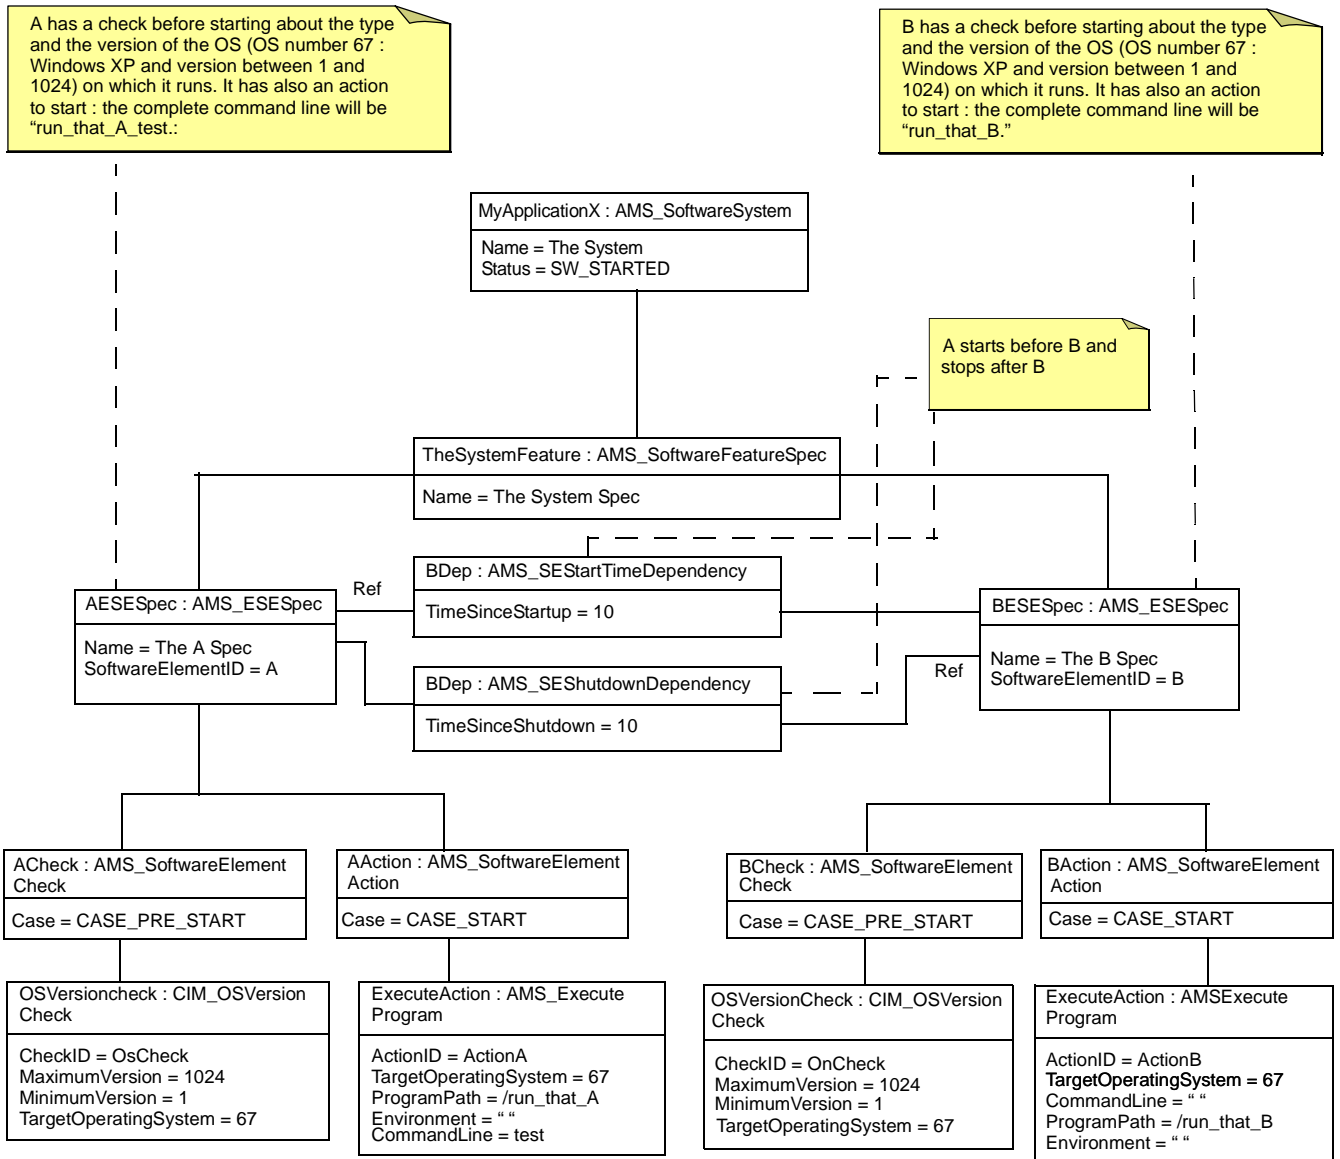 A has a check before starting about the type
and the version of the OS (OS number 67 :
Windows XP and version between 1 and
1024) on which it runs. It has also an action
to start : the complete command line will be
“run_that_A_test.:
B has a check before starting about the type
and the version of the OS (OS number 67 :
Windows XP and version between 1 and
1024) on which it runs. It has also an action
to start : the complete command line will be
“run_that_B.”
MyApplicationX : AMS_SoftwareSystem
Name = The System
Status = SW_STARTED
A starts before B and
stops after B
TheSystemFeature : AMS_SoftwareFeatureSpec
Name = The System Spec
BDep : AMS_SEStartTimeDependency
TimeSinceStartup = 10
Ref
AESESpec : AMS_ESESpec
Name = The A Spec
SoftwareElementID = A
BESESpec : AMS_ESESpec
Name = The B Spec
SoftwareElementID = B
Ref
BDep : AMS_SEShutdownDependency
TimeSinceShutdown = 10
ACheck : AMS_SoftwareElement
Check
Case = CASE_PRE_START
AAction : AMS_SoftwareElement
Action
Case = CASE_START
BCheck : AMS_SoftwareElement
Check
Case = CASE_PRE_START
BAction : AMS_SoftwareElement
Action
Case = CASE_START
OSVersioncheck : CIM_OSVersion
Check
CheckID = OsCheck
MaximumVersion = 1024
MinimumVersion = 1
TargetOperatingSystem = 67
ExecuteAction : AMS_Execute
Program
ActionID = ActionA
TargetOperatingSystem = 67
ProgramPath = /run_that_A
Environment = “ “
CommandLine = test
OSVersionCheck : CIM_OSVersion
Check
CheckID = OnCheck
MaximumVersion = 1024
MinimumVersion = 1
TargetOperatingSystem = 67
ExecuteAction : AMSExecute
Program
ActionID = ActionB
TargetOperatingSystem = 67
CommandLine = “ “
ProgramPath = /run_that_B
Environment = “ “